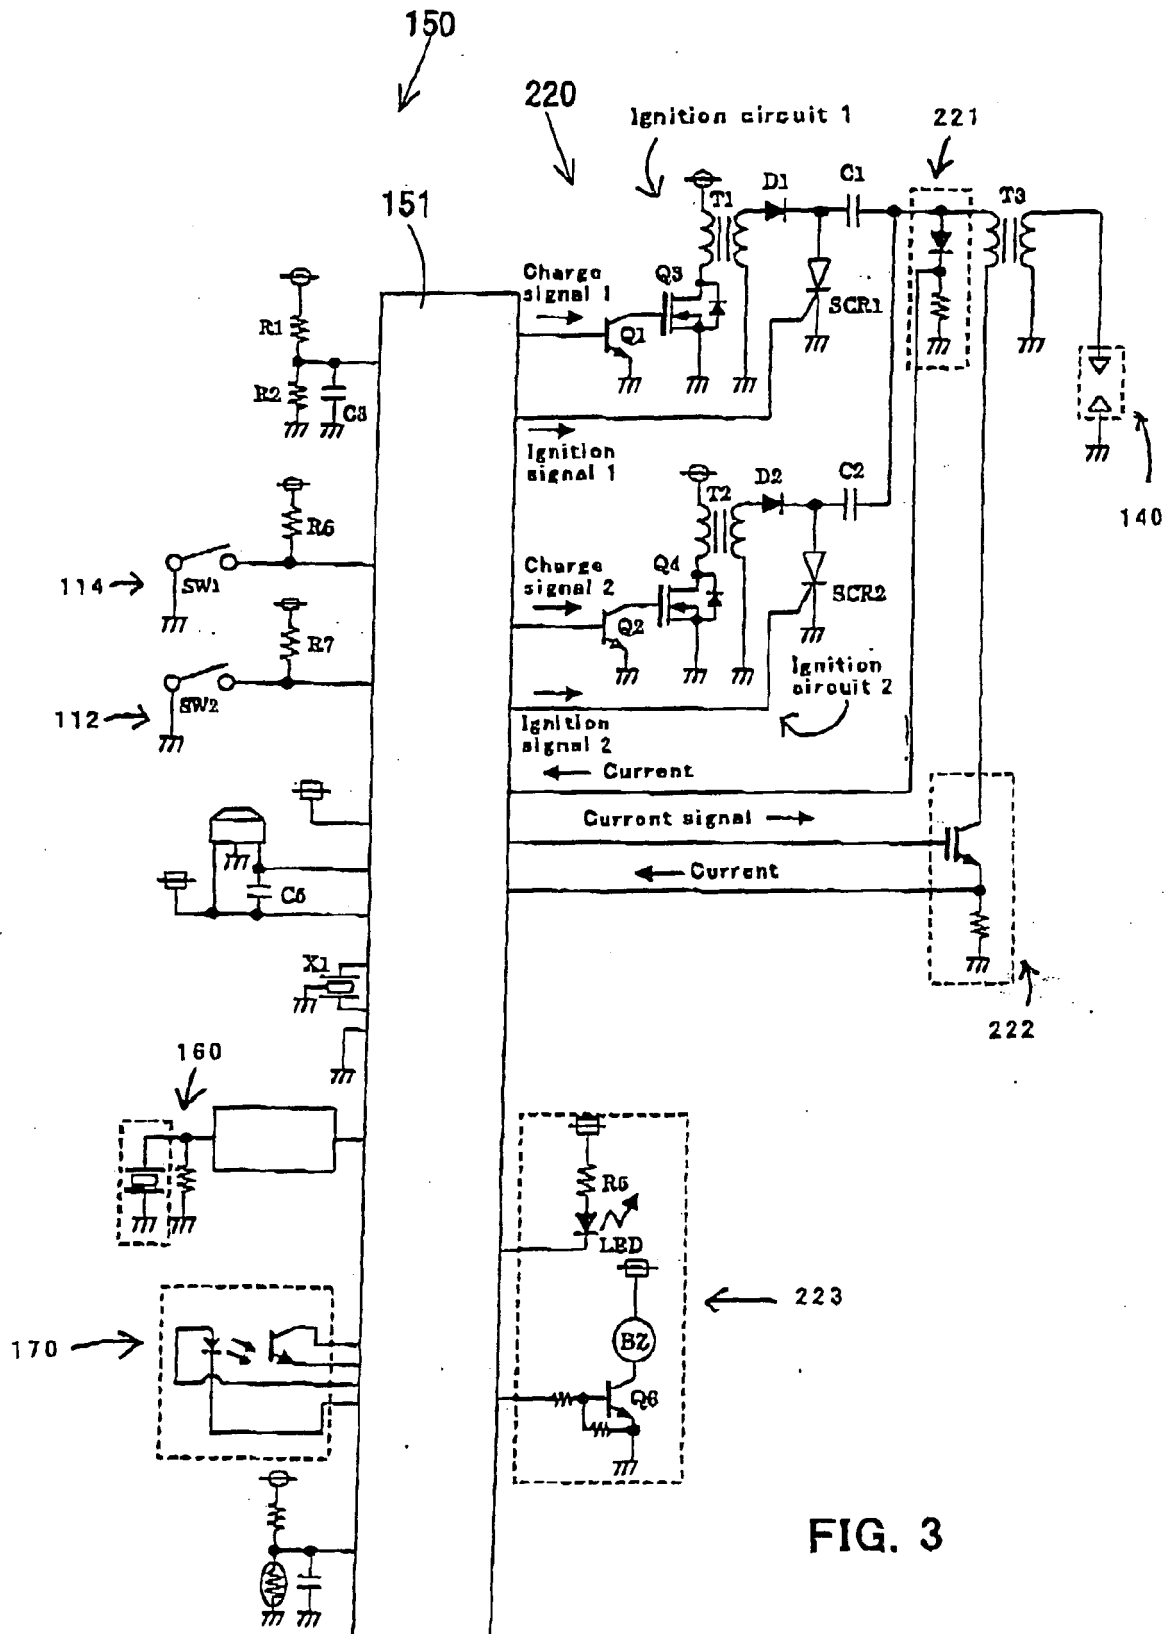 150
220
Ignition circuit 1
221
151
T1
D1
C1
T3
Charge
signal 1
Q3
SCR1
R1
Q1
R2
C3
Ignition
signal 1
140
T2
D2
C2
R6
114
SW1
Charge
signal 2
Q4
SCR2
Q2
R7
112
SW2
Ignition
circuit 2
Ignition
signal 2
Current
Current signal
Current
C5
X1
222
160
R5
LED
223
170
BZ
Q6
FIG. 3